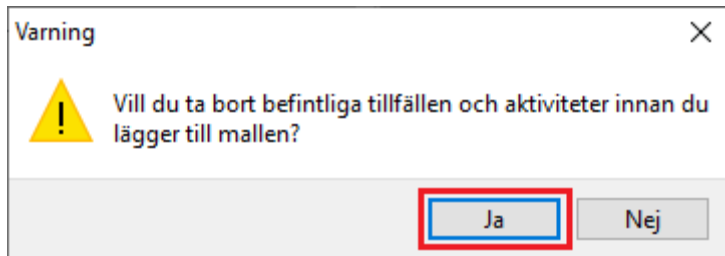 Varning
Vill du ta bort befintliga tillfällen och aktiviteter innan du
lägger till mallen?
Ja Nej